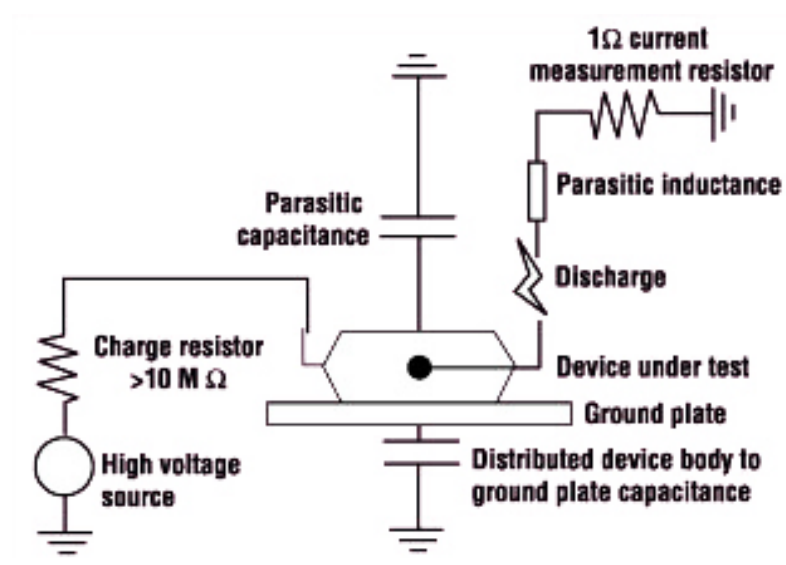 1Ω current
measurement resistor
Parasitic inductance
Parasitic
capacitance
Discharge
Charge resistor
>10 M Ω
Device under test
Ground plate
High voltage
source
Distributed device body to
ground plate capacitance